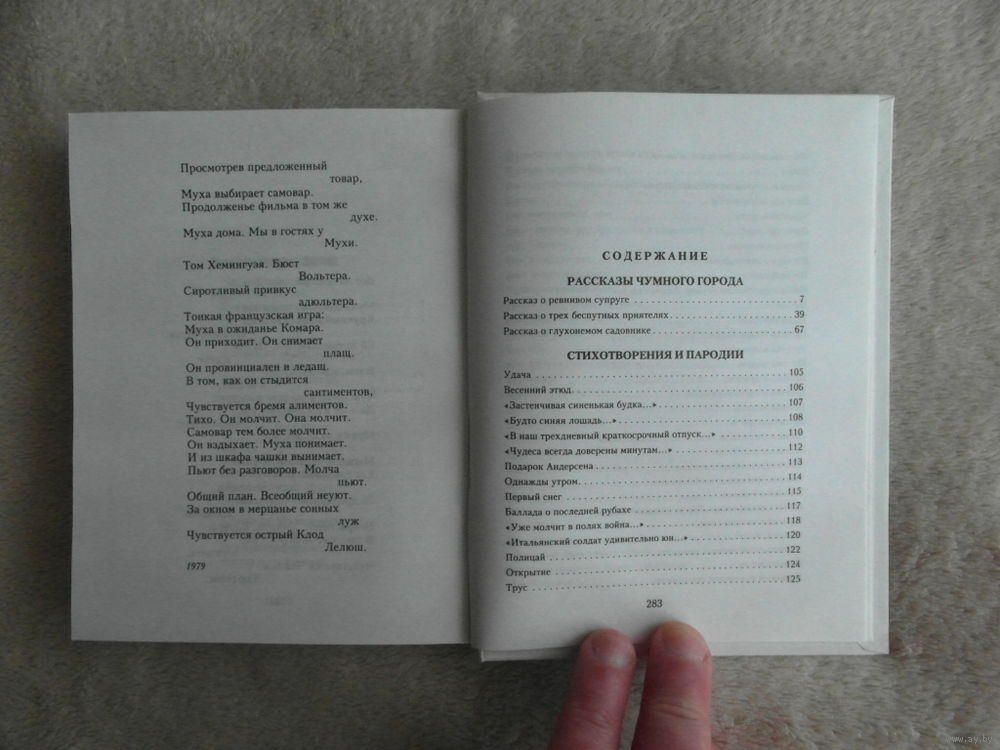 Просмотрев предложенный
товар,
Муха выбирает самовар.
Продолженье фильма в том же
духе.
Муха дома. Мы в гостях у
Мухи.
Том Хемингуэя. Бюст
Вольтера.
Сиротливый привкус
адюльтера.
Тонкая французская игра:
Муха в ожиданье Комара.
Он приходит. Он снимает
плащ.
Он провинциален и ледащ.
В том, как он стыдится
сантиментов,
Чувствуется бремя алиментов.
Тихо. Он молчит. Она молчит.
Самовар тем более молчит.
Он вздыхает. Муха понимает.
И из шкафа чашки вынимает.
Пьют без разговоров. Молча
пьют.
Общий план. Всеобщий неуют.
За окном в мерцанье сонных
луж
Чувствуется острый Клод
Лелюш.
1979
СОДЕРЖАНИЕ
РАССКАЗЫ ЧУМНОГО ГОРОДА
Рассказ о ревнивом супруге 7
Рассказ о трех беспутных приятелях 39
Рассказ о глухонемом садовнике 67
СТИХОТВОРЕНИЯ И ПАРОДИИ
Удача 105
Весенний этюд 106
«Застенчивая синенькая будка...» 107
«Будто синяя лошадь...» 108
«В наш трехдневный краткосрочный отпуск...» 110
«Чудеса всегда доверены минутам...» 112
Подарок Андерсена 113
Однажды утром 114
Первый снег 115
Баллада о последней рубахе 117
«Уже молчит в полях война...» 118
«Итальянский солдат удивительно юн...» 120
Полицай 122
Открытие 124
Трус 125
283
www.ay.by